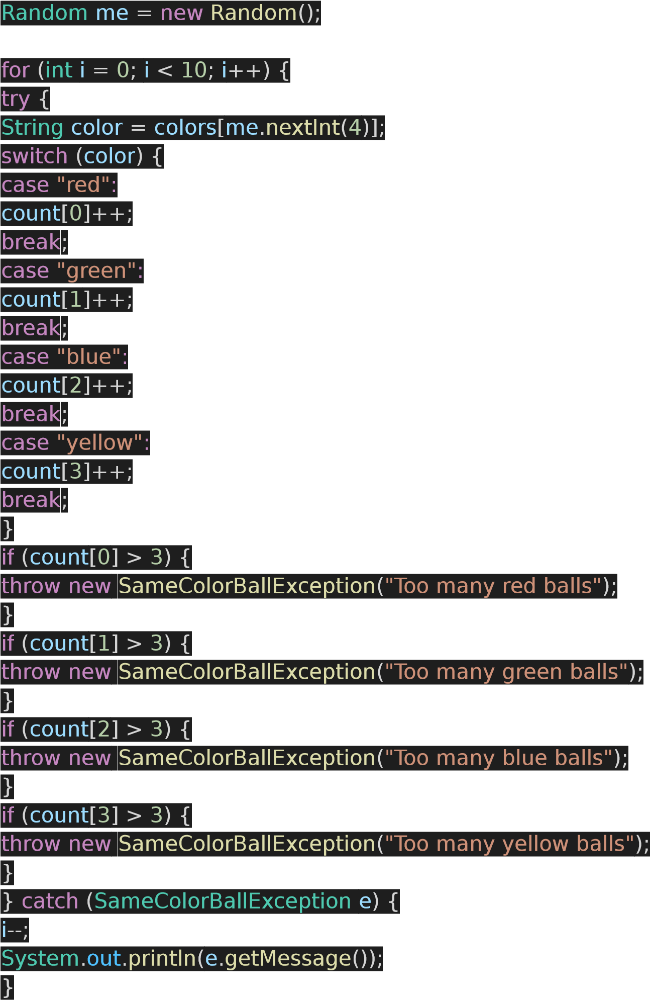 Random me = new Random();
for (int i = 0; i < 10; i++) {
try {
String color = colors[me.nextInt(4)];
switch (color) {
case "red":
count[0]++;
break;
case "green":
count[1]++;
break;
case "blue":
count[2]++;
break;
case "yellow":
count[3]++;
break;
}
if (count[0] > 3) {
throw new SameColorBallException("Too many red balls");
}
if (count[1] > 3) {
throw new SameColorBallException("Too many green balls");
}
if (count[2] > 3) {
throw new SameColorBallException("Too many blue balls");
}
if (count[3] > 3) {
throw new SameColorBallException("Too many yellow balls");
}
} catch (SameColorBallException e) {
i--;
System.out.println(e.getMessage());
}